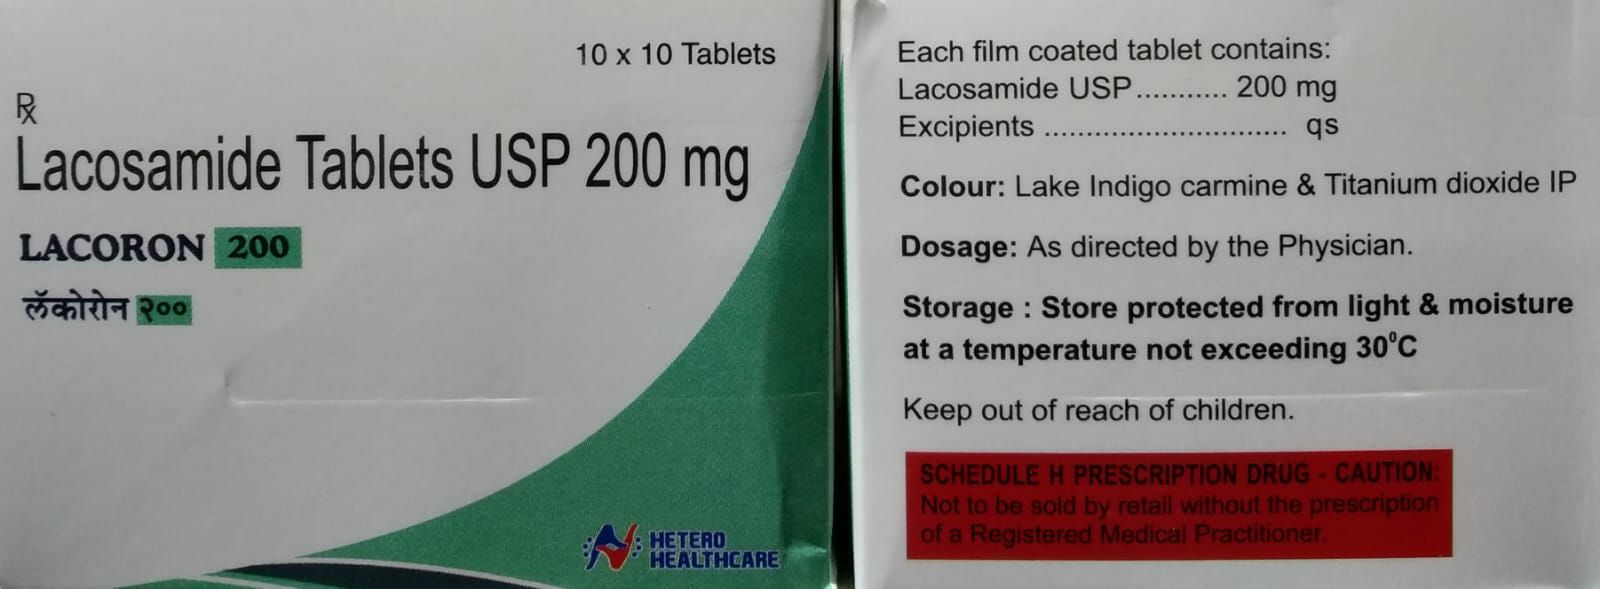 10 x 10 Tablets
Rx
Lacosamide Tablets USP 200 mg
LACORON 200
लॅकोरोन २००
HETERO
HEALTHCARE
Each film coated tablet contains:
Lacosamide USP........... 200 mg
Excipients ............................. qs
Colour: Lake Indigo carmine & Titanium dioxide IP
Dosage: As directed by the Physician.
Storage : Store protected from light & moisture
at a temperature not exceeding 30⁰C
Keep out of reach of children.
SCHEDULE H PRESCRIPTION DRUG - CAUTION:
Not to be sold by retail without the prescription
of a Registered Medical Practitioner.